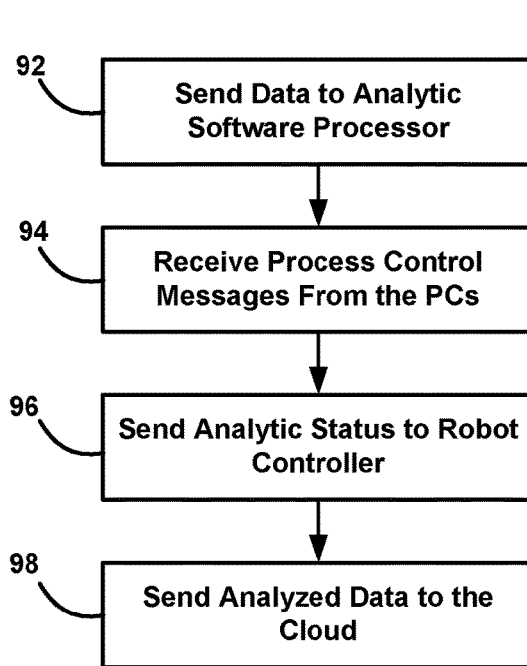 92
Send Data to Analytic
Software Processor
94
Receive Process Control
Messages From the PCs
96
Send Analytic Status to Robot
Controller
98
Send Analyzed Data to the
Cloud